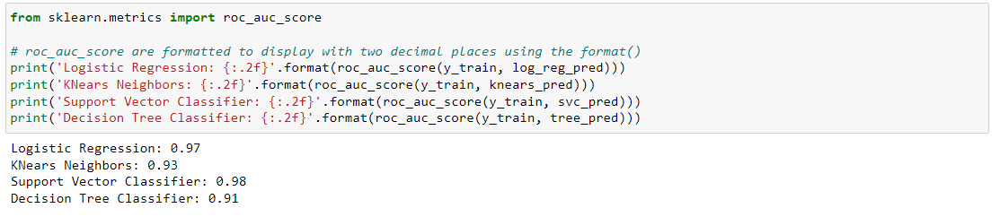 from sklearn.metrics import roc_auc_score
# roc_auc_score are formatted to display with two decimal places using the format()
print('Logistic Regression: {:.2f}'.format(roc_auc_score(y_train, log_reg_pred)))
print('KNears Neighbors: {:.2f}'.format(roc_auc_score(y_train, knears_pred)))
print('Support Vector Classifier: {:.2f}'.format(roc_auc_score(y_train, svc_pred)))
print('Decision Tree Classifier: {:.2f}'.format(roc_auc_score(y_train, tree_pred)))
Logistic Regression: 0.97
KNears Neighbors: 0.93
Support Vector Classifier: 0.98
Decision Tree Classifier: 0.91